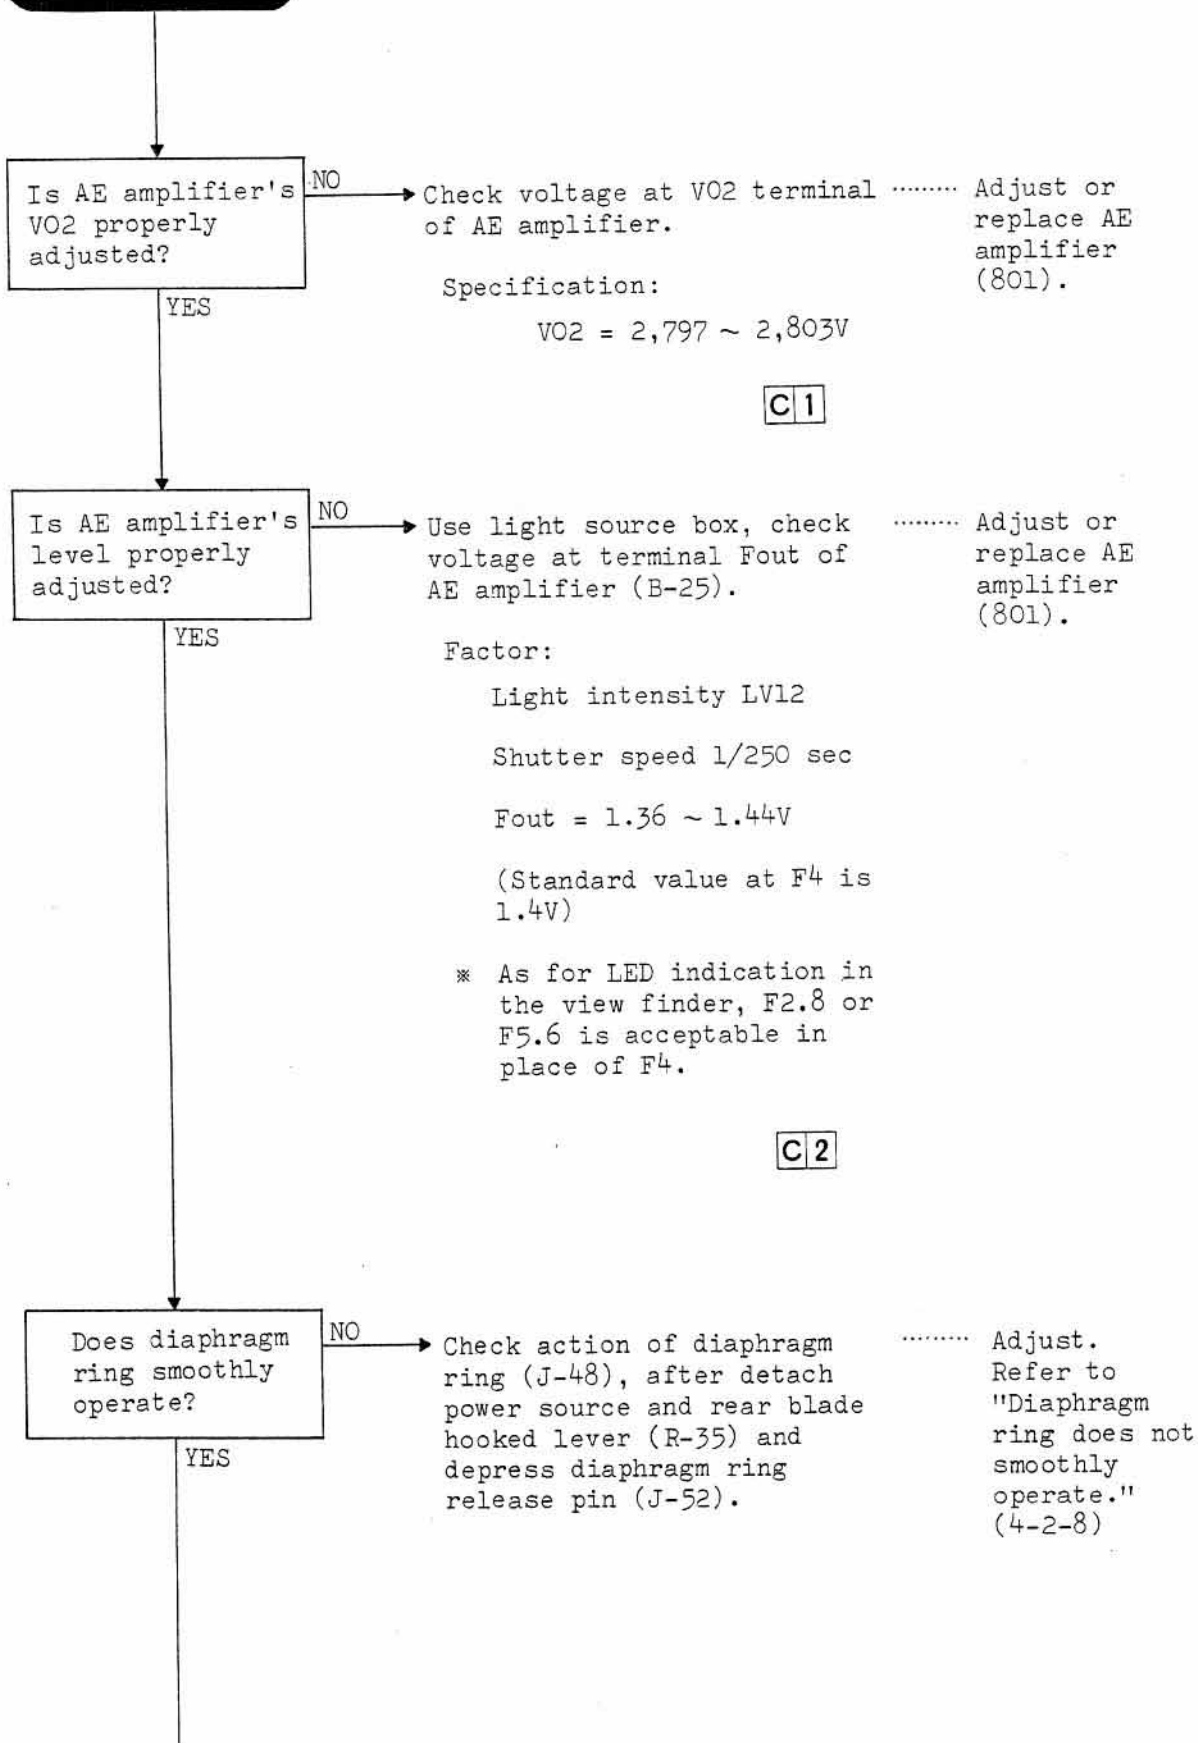 Is AE amplifier's
VO2 properly
adjusted?
NO
Check voltage at VO2 terminal ········· Adjust or
of AE amplifier.
replace AE
amplifier
(801).
Specification:
VO2 = 2,797 ~ 2,803V
YES
C 1
Is AE amplifier's
level properly
adjusted?
NO
Use light source box, check ········· Adjust or
voltage at terminal Fout of
AE amplifier (B-25).
replace AE
amplifier
(801).
YES
Factor:
Light intensity LV12
Shutter speed 1/250 sec
Fout = 1.36 ~ 1.44V
(Standard value at F4 is
1.4V)
※ As for LED indication in
the view finder, F2.8 or
F5.6 is acceptable in
place of F4.
C 2
Does diaphragm
ring smoothly
operate?
NO
Check action of diaphragm ·········
ring (J-48), after detach
power source and rear blade
hooked lever (R-35) and
depress diaphragm ring
release pin (J-52).
Adjust.
Refer to
"Diaphragm
ring does not
smoothly
operate."
(4-2-8)
YES